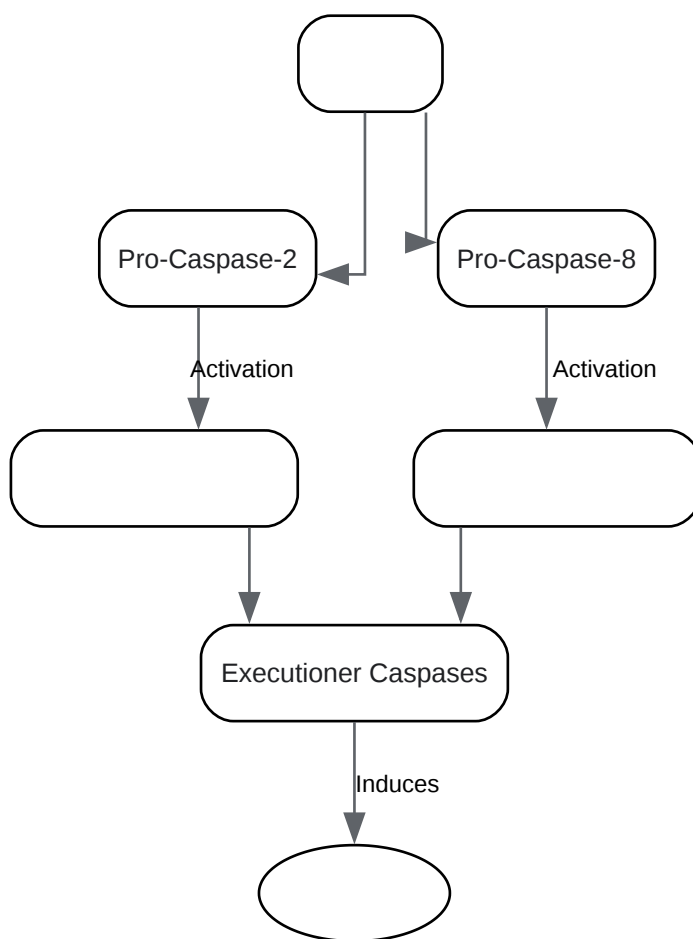 Pro-Caspase-2
Pro-Caspase-8
Activation
Activation
Executioner Caspases
Induces